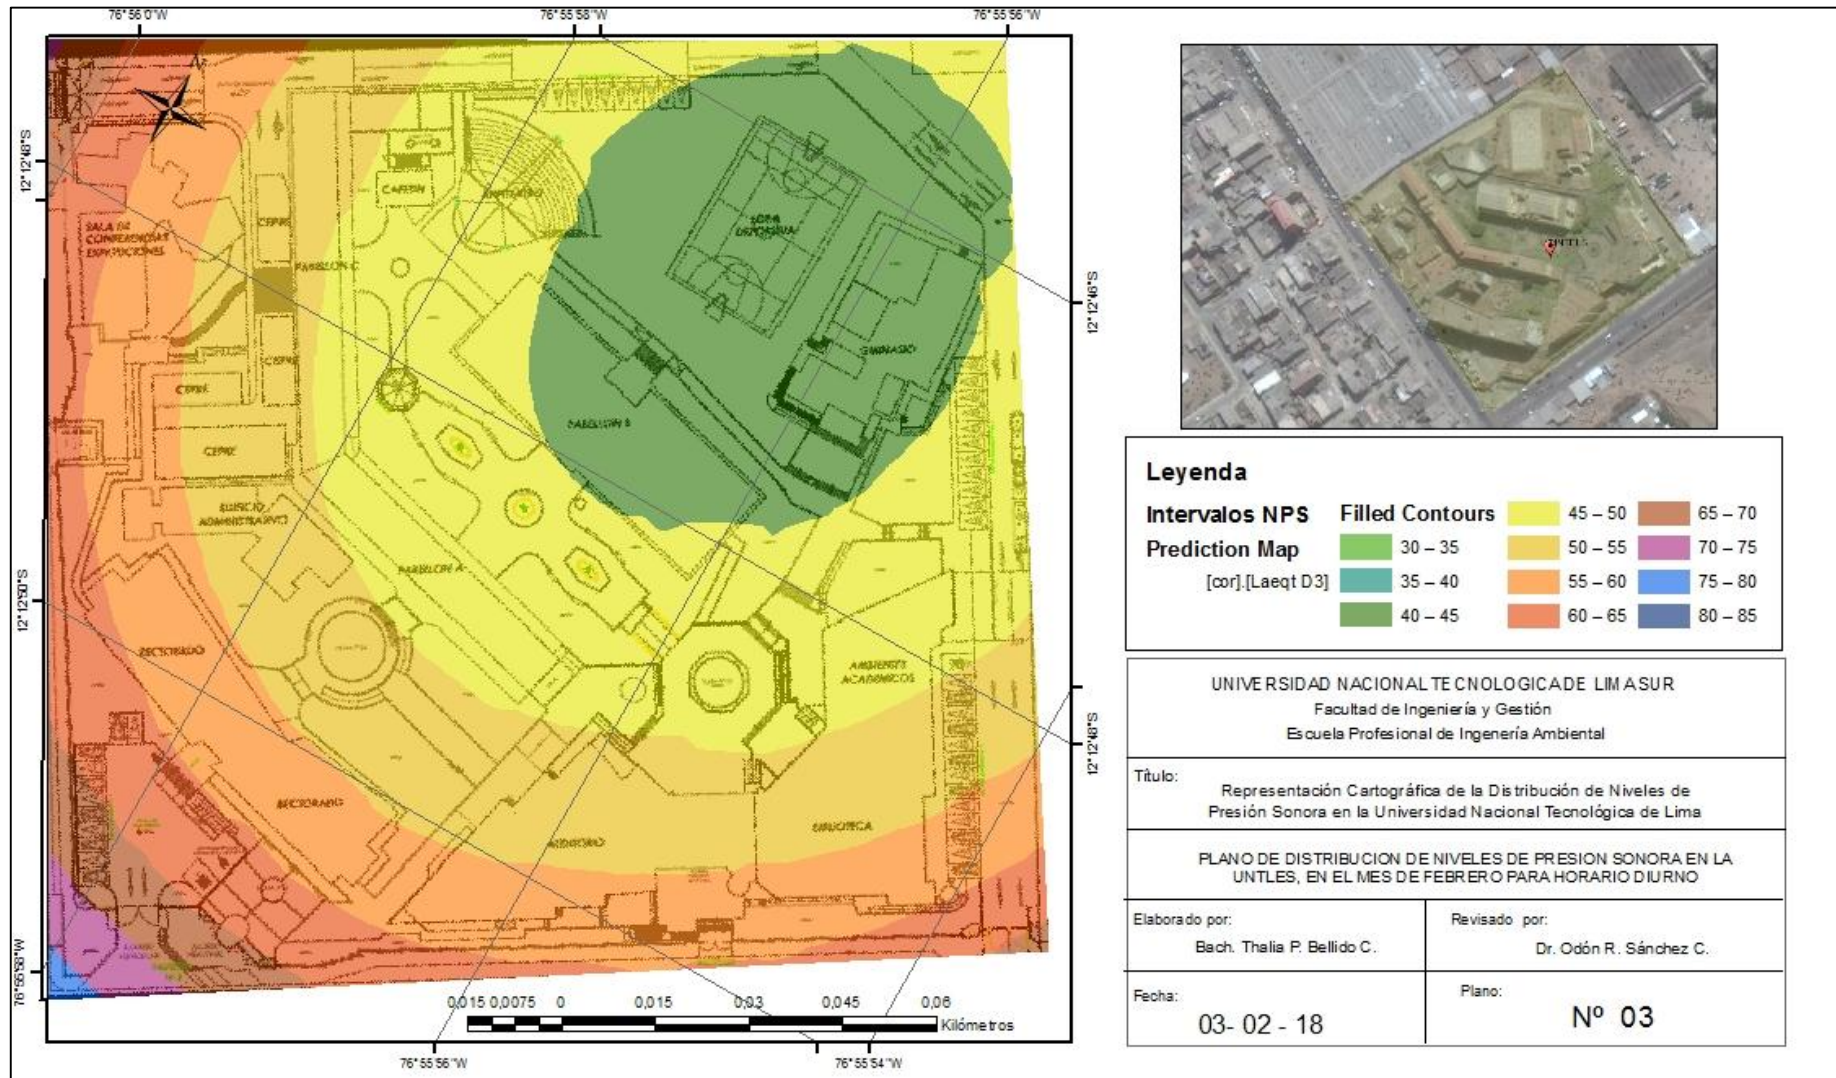 76°56'0"W
76°55'58"W
76°55'56"W
12°12'48"S
12°12'50"S
76°55'58"W
12°12'46"S
12°12'48"S
76°55'56"W
76°55'54"W
N
SALA DE
CONFERENCIAS
CEPRE
PABELLON C
CAFETIN
LOSA
DEPORTIVA
GIMNASIO
PABELLON B
CEPRE
CEPRE
CEPRE
EDIFICIO
ADMINISTRATIVO
PABELLON A
RECTORADO
AMBIENTES
ACADEMICOS
RECTORADO
AUDITORIO
BIBLIOTECA
0,015 0,0075 0 0,015 0,03 0,045 0,06
Kilómetros
Leyenda
Intervalos NPS
Prediction Map
[cor].[Laeqt D3]
Filled Contours
30 – 35
35 – 40
40 – 45
45 – 50
50 – 55
55 – 60
60 – 65
65 – 70
70 – 75
75 – 80
80 – 85
UNIVERSIDAD NACIONAL TECNOLOGICA DE LIMA SUR
Facultad de Ingeniería y Gestión
Escuela Profesional de Ingenería Ambiental
Título:
Representación Cartográfica de la Distribución de Niveles de
Presión Sonora en la Universidad Nacional Tecnológica de Lima
PLANO DE DISTRIBUCION DE NIVELES DE PRESION SONORA EN LA
UNTLES, EN EL MES DE FEBRERO PARA HORARIO DIURNO
Elaborado por:
Bach. Thalia P. Bellido C.
Revisado por:
Dr. Odón R. Sánchez C.
Fecha:
03- 02 - 18
Plano:
Nº 03